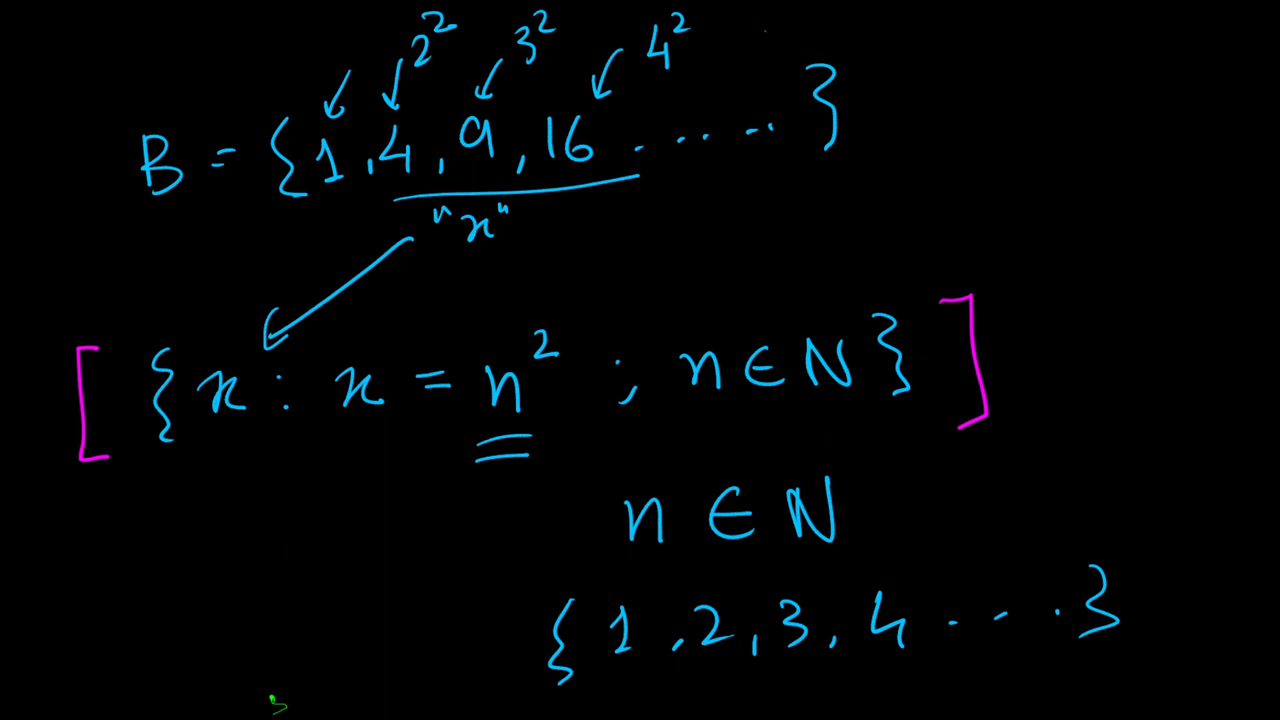 2² 3² 4²
B = {1, 4, 9, 16 . . . . . }
"x"
[ {x : x = n² ; n ∈ N} ]
n ∈ N
{ 1, 2, 3, 4 - - - . }